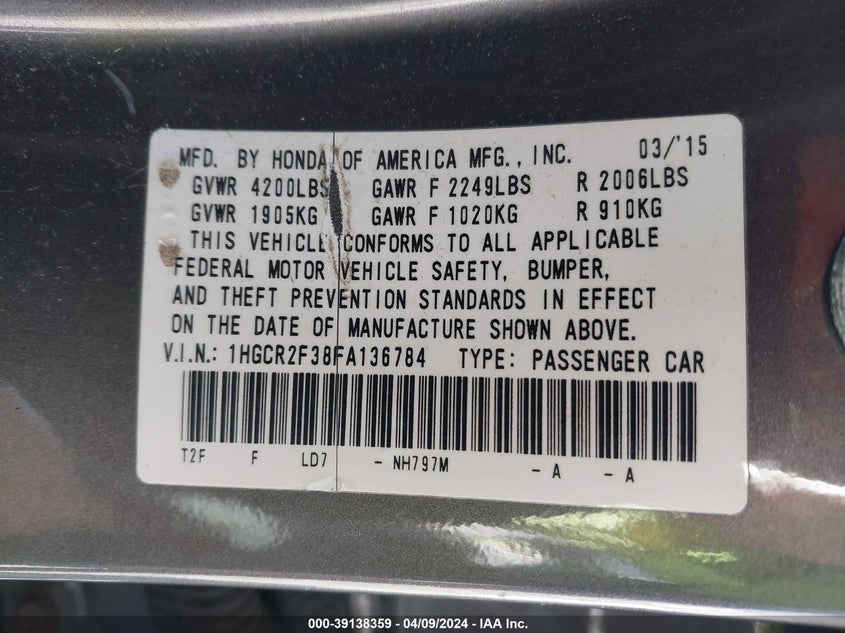 MFD. BY HONDA OF AMERICA MFG., INC. 03/'15
GVWR 4200LBS GAWR F 2249LBS R 2006LBS
GVWR 1905KG GAWR F 1020KG R 910KG
THIS VEHICLE CONFORMS TO ALL APPLICABLE
FEDERAL MOTOR VEHICLE SAFETY, BUMPER,
AND THEFT PREVENTION STANDARDS IN EFFECT
ON THE DATE OF MANUFACTURE SHOWN ABOVE.
V.I.N.: 1HGCR2F38FA136784 TYPE: PASSENGER CAR
T2F F LD7 - NH797M - A - A
000-39138359 - 04/09/2024 - IAA Inc.